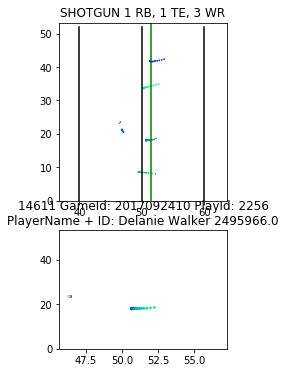 SHOTGUN 1 RB, 1 TE, 3 WR
50
40
30
20
10
0
40 50 60
14611 GameId: 2017092410 PlayId: 2256
PlayerName + ID: Delanie Walker 2495966.0
40
20
0
47.5 50.0 52.5 55.0